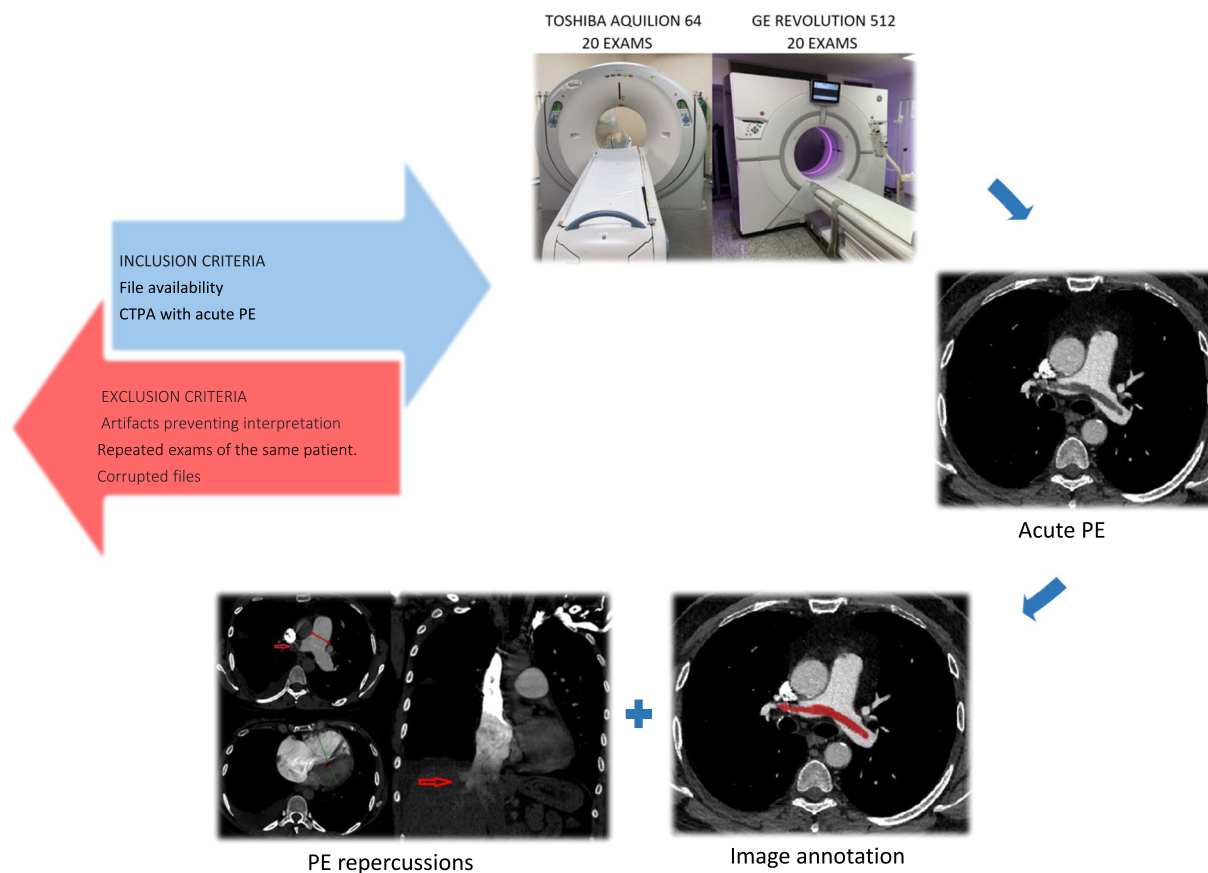 TOSHIBA AQUILION 64
20 EXAMS
GE REVOLUTION 512
20 EXAMS
INCLUSION CRITERIA
File availability
CTPA with acute PE
EXCLUSION CRITERIA
Artifacts preventing interpretation
Repeated exams of the same patient.
Corrupted files
Acute PE
Image annotation
PE repercussions